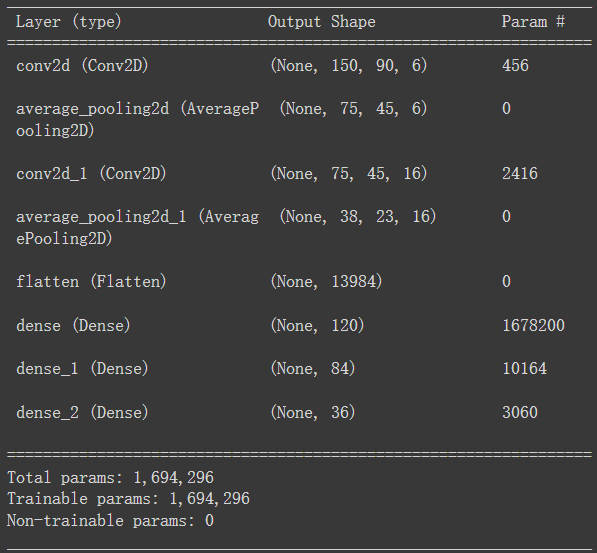 Layer (type) Output Shape Param #
=================================================================
conv2d (Conv2D) (None, 150, 90, 6) 456
average_pooling2d (AverageP (None, 75, 45, 6) 0
ooling2D)
conv2d_1 (Conv2D) (None, 75, 45, 16) 2416
average_pooling2d_1 (Averag (None, 38, 23, 16) 0
ePooling2D)
flatten (Flatten) (None, 13984) 0
dense (Dense) (None, 120) 1678200
dense_1 (Dense) (None, 84) 10164
dense_2 (Dense) (None, 36) 3060
=================================================================
Total params: 1,694,296
Trainable params: 1,694,296
Non-trainable params: 0